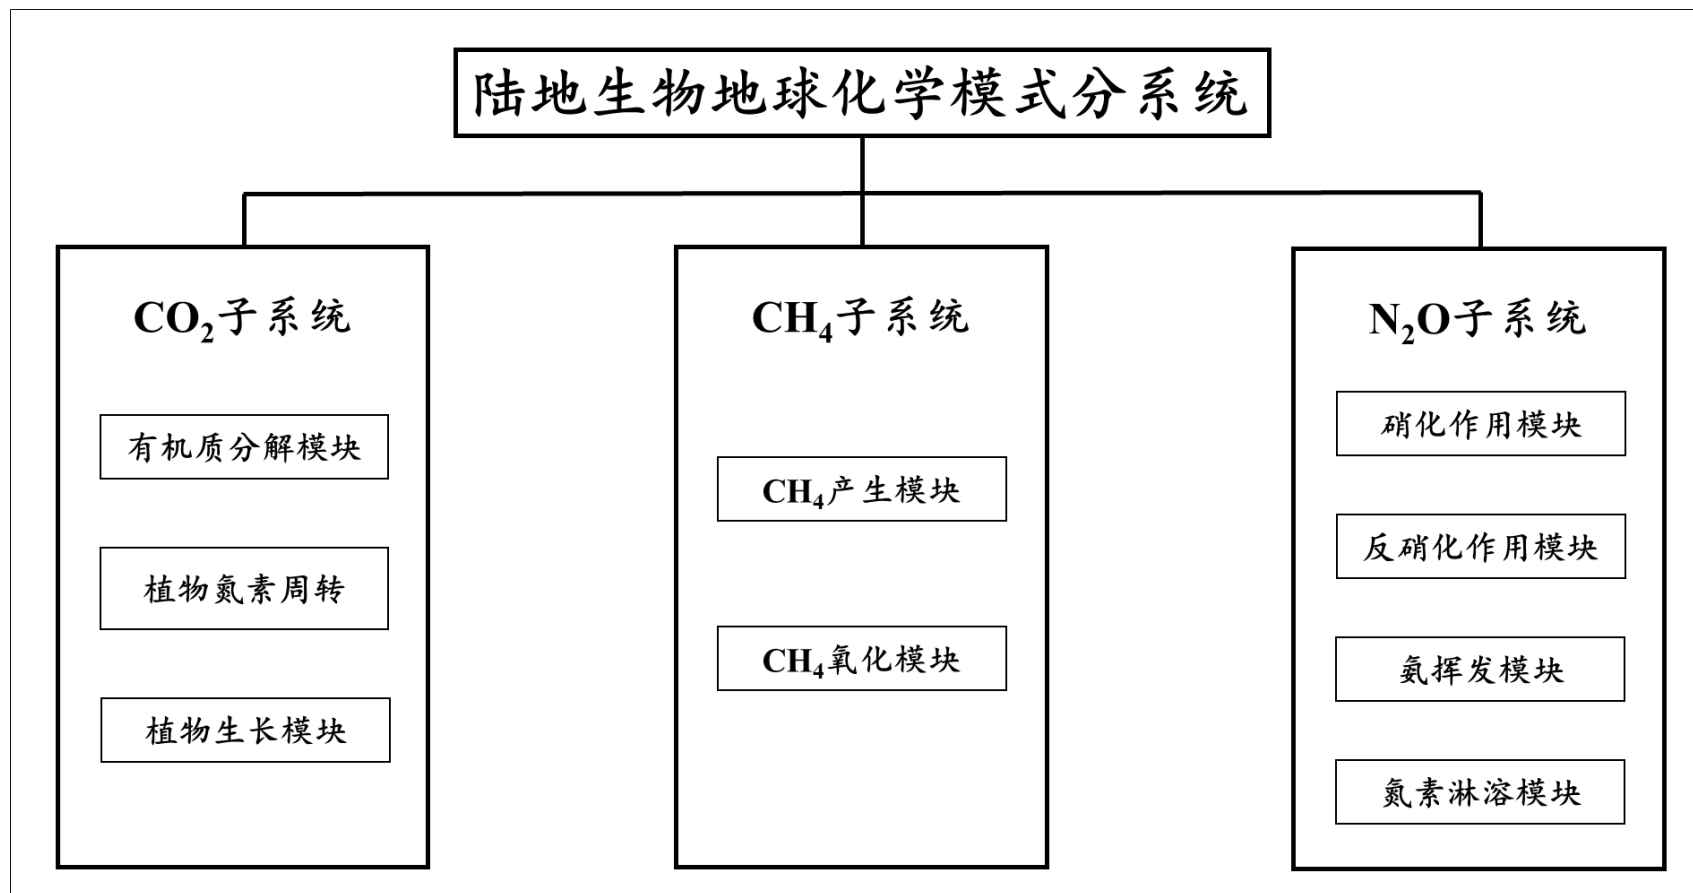 陆地生物地球化学模式分系统
CO₂子系统
有机质分解模块
植物氮素周转
植物生长模块
CH₄子系统
CH₄产生模块
CH₄氧化模块
N₂O子系统
硝化作用模块
反硝化作用模块
氨挥发模块
氮素淋溶模块